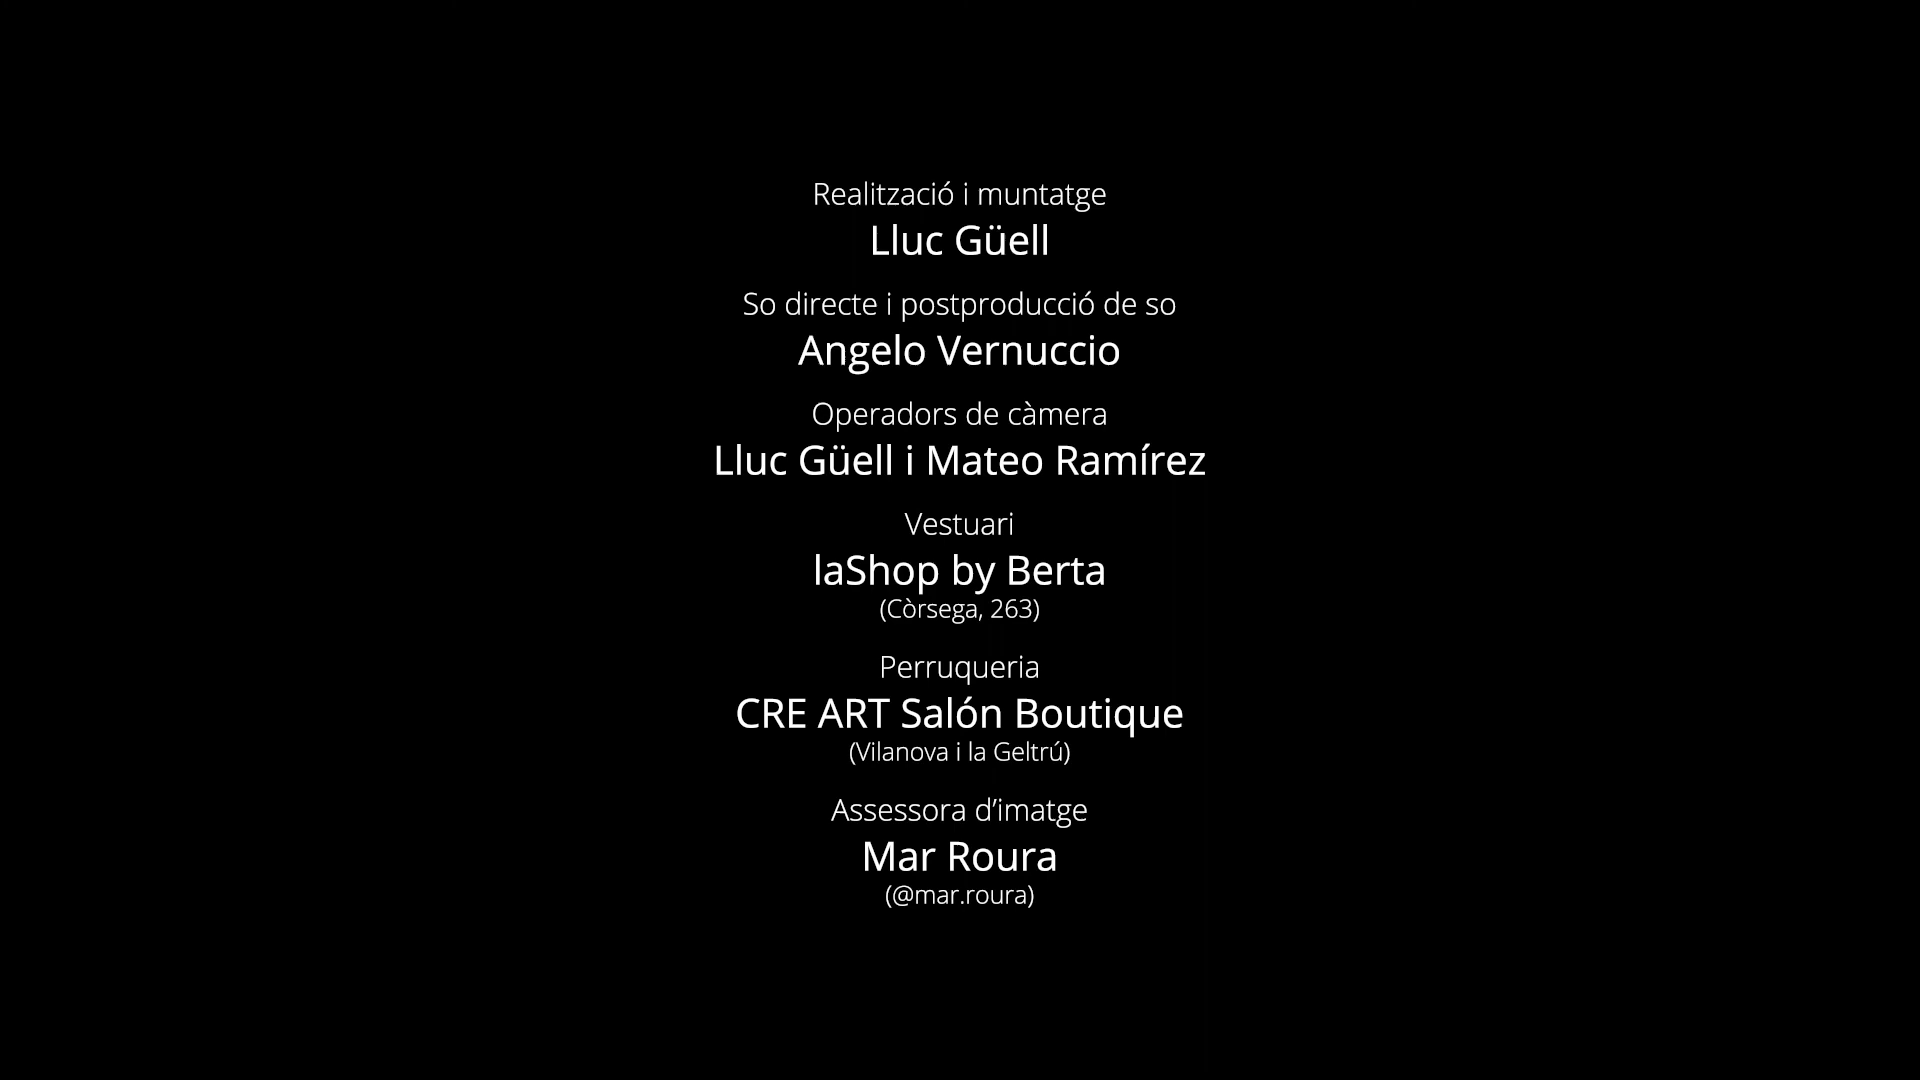 Realització i muntatge
Lluc Güell
So directe i postproducció de so
Angelo Vernuccio
Operadors de càmera
Lluc Güell i Mateo Ramírez
Vestuari
laShop by Berta
(Còrsega, 263)
Perruqueria
CRE ART Salón Boutique
(Vilanova i la Geltrú)
Assessora d’imatge
Mar Roura
(@mar.roura)